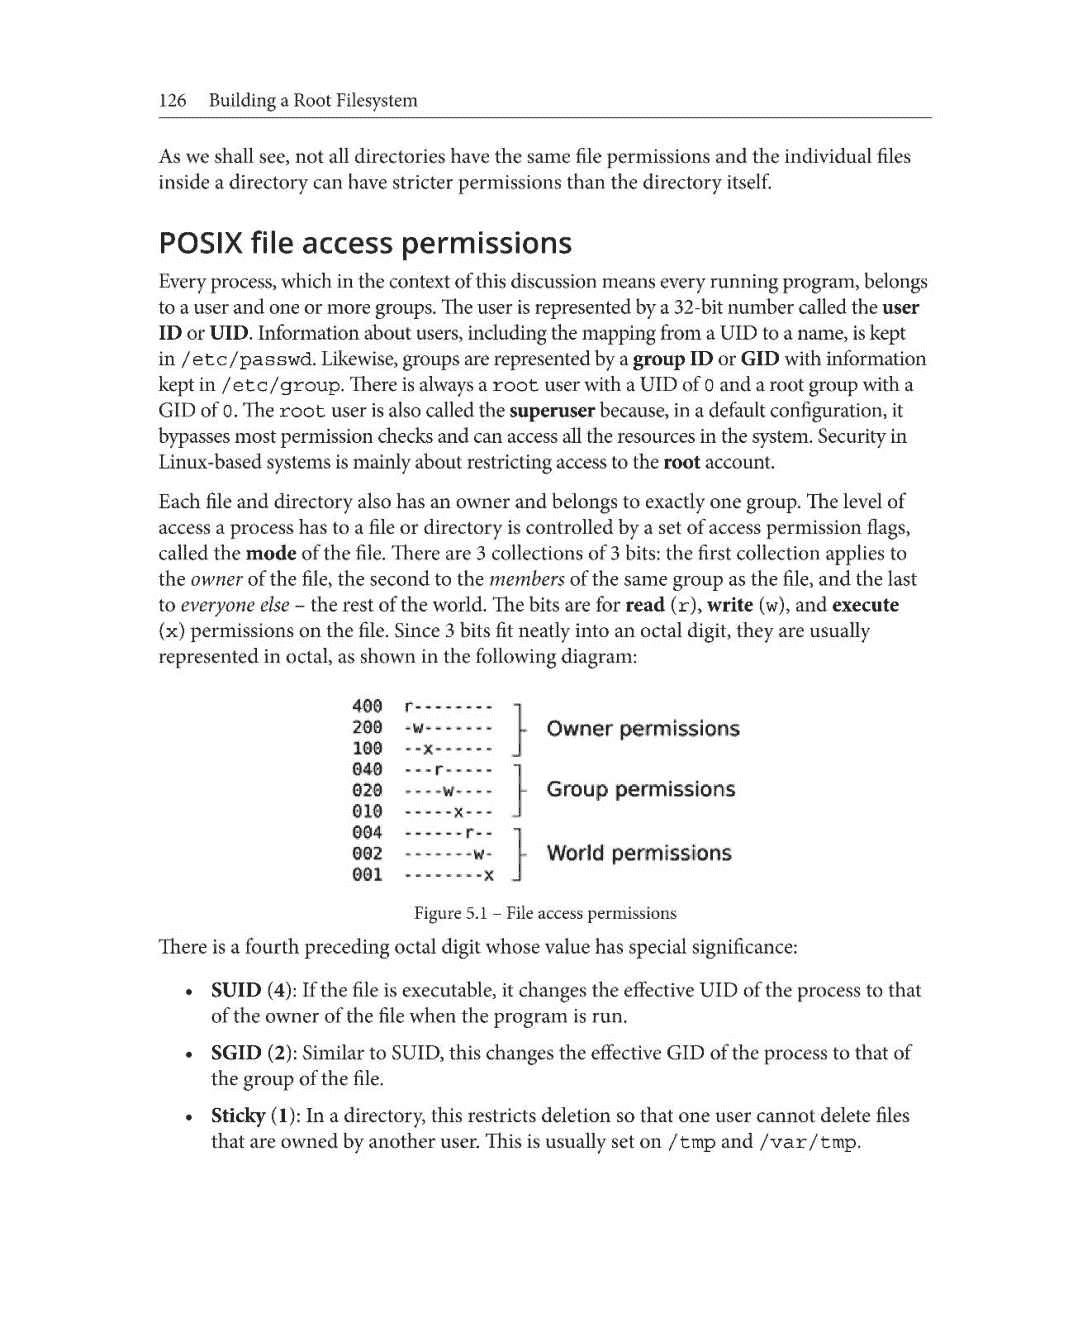 126 Building a Root Filesystem
As we shall see, not all directories have the same file permissions and the individual files
inside a directory can have stricter permissions than the directory itself.
POSIX file access permissions
Every process, which in the context of this discussion means every running program, belongs
to a user and one or more groups. The user is represented by a 32-bit number called the user
ID or UID. Information about users, including the mapping from a UID to a name, is kept
in /etc/passwd. Likewise, groups are represented by a group ID or GID with information
kept in /etc/group. There is always a root user with a UID of 0 and a root group with a
GID of 0. The root user is also called the superuser because, in a default configuration, it
bypasses most permission checks and can access all the resources in the system. Security in
Linux-based systems is mainly about restricting access to the root account.
Each file and directory also has an owner and belongs to exactly one group. The level of
access a process has to a file or directory is controlled by a set of access permission flags,
called the mode of the file. There are 3 collections of 3 bits: the first collection applies to
the owner of the file, the second to the members of the same group as the file, and the last
to everyone else – the rest of the world. The bits are for read (r), write (w), and execute
(x) permissions on the file. Since 3 bits fit neatly into an octal digit, they are usually
represented in octal, as shown in the following diagram:
400 r--------
200 -w------- Owner permissions
100 --x------
040 ---r-----
020 ----w---- Group permissions
010 -----x---
004 ------r--
002 -------w- World permissions
001 --------x
Figure 5.1 – File access permissions
There is a fourth preceding octal digit whose value has special significance:
• SUID (4): If the file is executable, it changes the effective UID of the process to that
of the owner of the file when the program is run.
• SGID (2): Similar to SUID, this changes the effective GID of the process to that of
the group of the file.
• Sticky (1): In a directory, this restricts deletion so that one user cannot delete files
that are owned by another user. This is usually set on /tmp and /var/tmp.